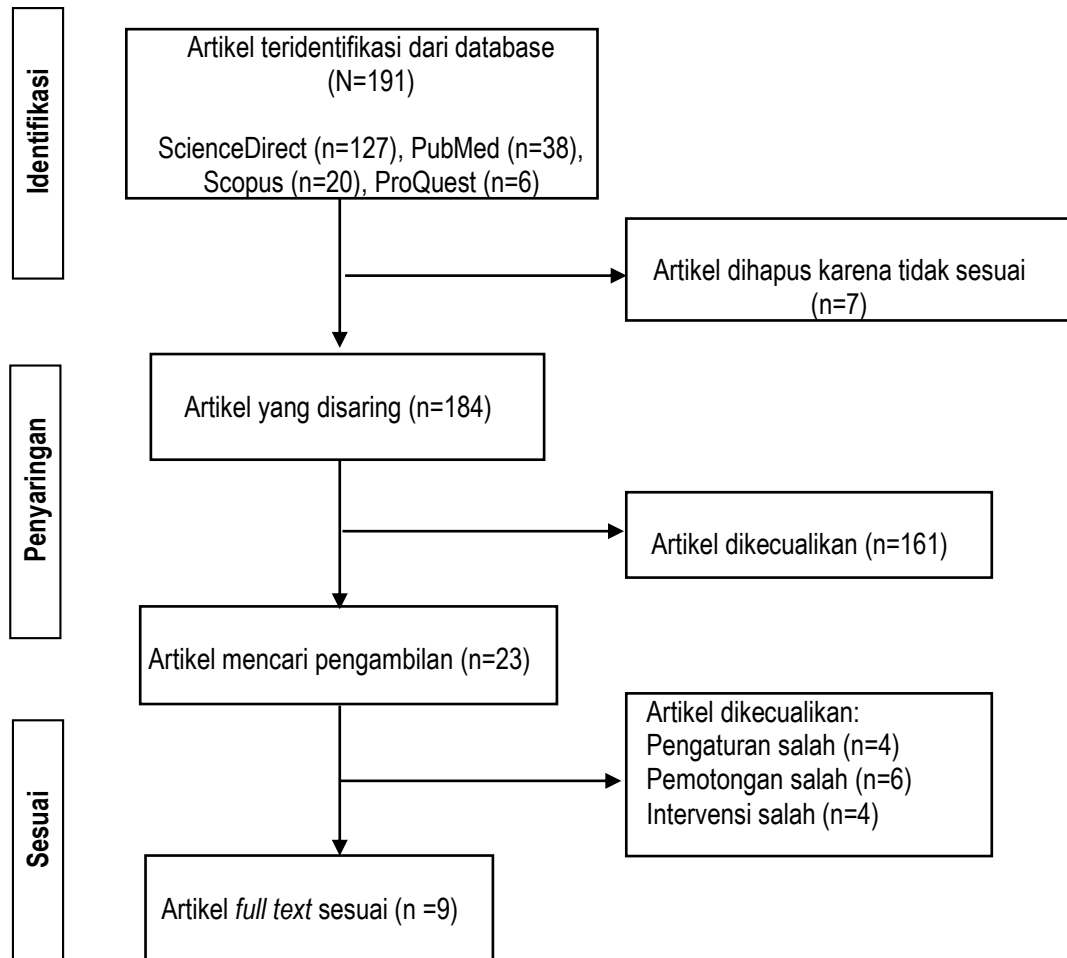 Identifikasi
Artikel teridentifikasi dari database
(N=191)
ScienceDirect (n=127), PubMed (n=38),
Scopus (n=20), ProQuest (n=6)
Artikel dihapus karena tidak sesuai
(n=7)
Penyaringan
Artikel yang disaring (n=184)
Artikel dikecualikan (n=161)
Artikel mencari pengambilan (n=23)
Sesuai
Artikel dikecualikan:
Pengaturan salah (n=4)
Pemotongan salah (n=6)
Intervensi salah (n=4)
Artikel full text sesuai (n =9)